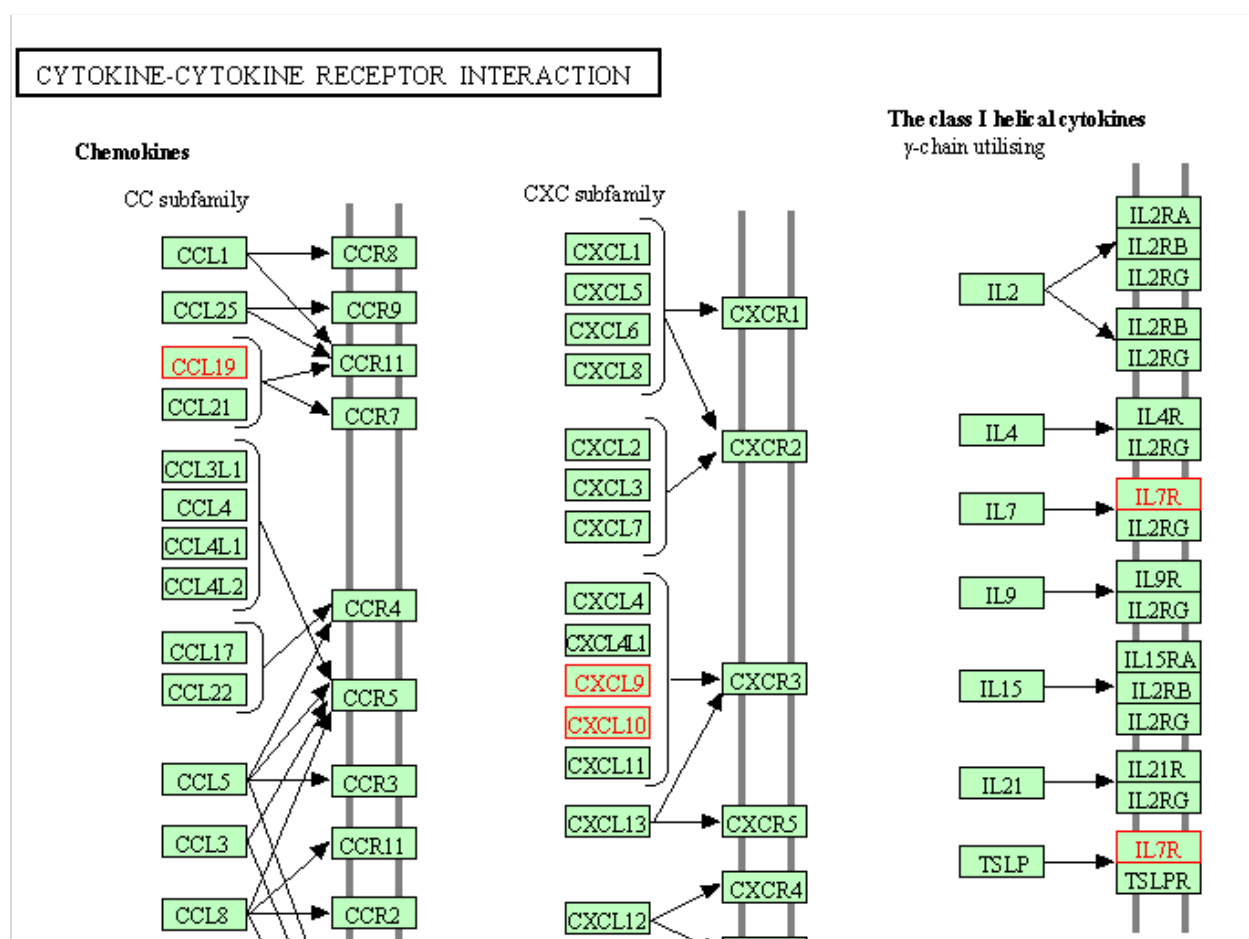 CYTOKINE-CYTOKINE RECEPTOR INTERACTION
Chemokines
CC subfamily
CCL1
CCR8
CCL25
CCR9
CCL19
CCR11
CCL21
CCR7
CCL3L1
CCL4
CCL4L1
CCL4L2
CCR4
CCL17
CCL22
CCR5
CCL5
CCR3
CCL3
CCR11
CCL8
CCR2
CXC subfamily
CXCL1
CXCL5
CXCR1
CXCL6
CXCL8
CXCL2
CXCR2
CXCL3
CXCL7
CXCL4
CXCL4L1
CXCL9
CXCR3
CXCL10
CXCL11
CXCL13
CXCR5
CXCR4
CXCL12
The class I helical cytokines
γ-chain utilising
IL2RA
IL2RB
IL2RG
IL2
IL2RB
IL2RG
IL4R
IL4
IL2RG
IL7R
IL7
IL2RG
IL9R
IL9
IL2RG
IL15RA
IL15
IL2RB
IL2RG
IL21R
IL21
IL2RG
IL7R
TSLP
TSLPR